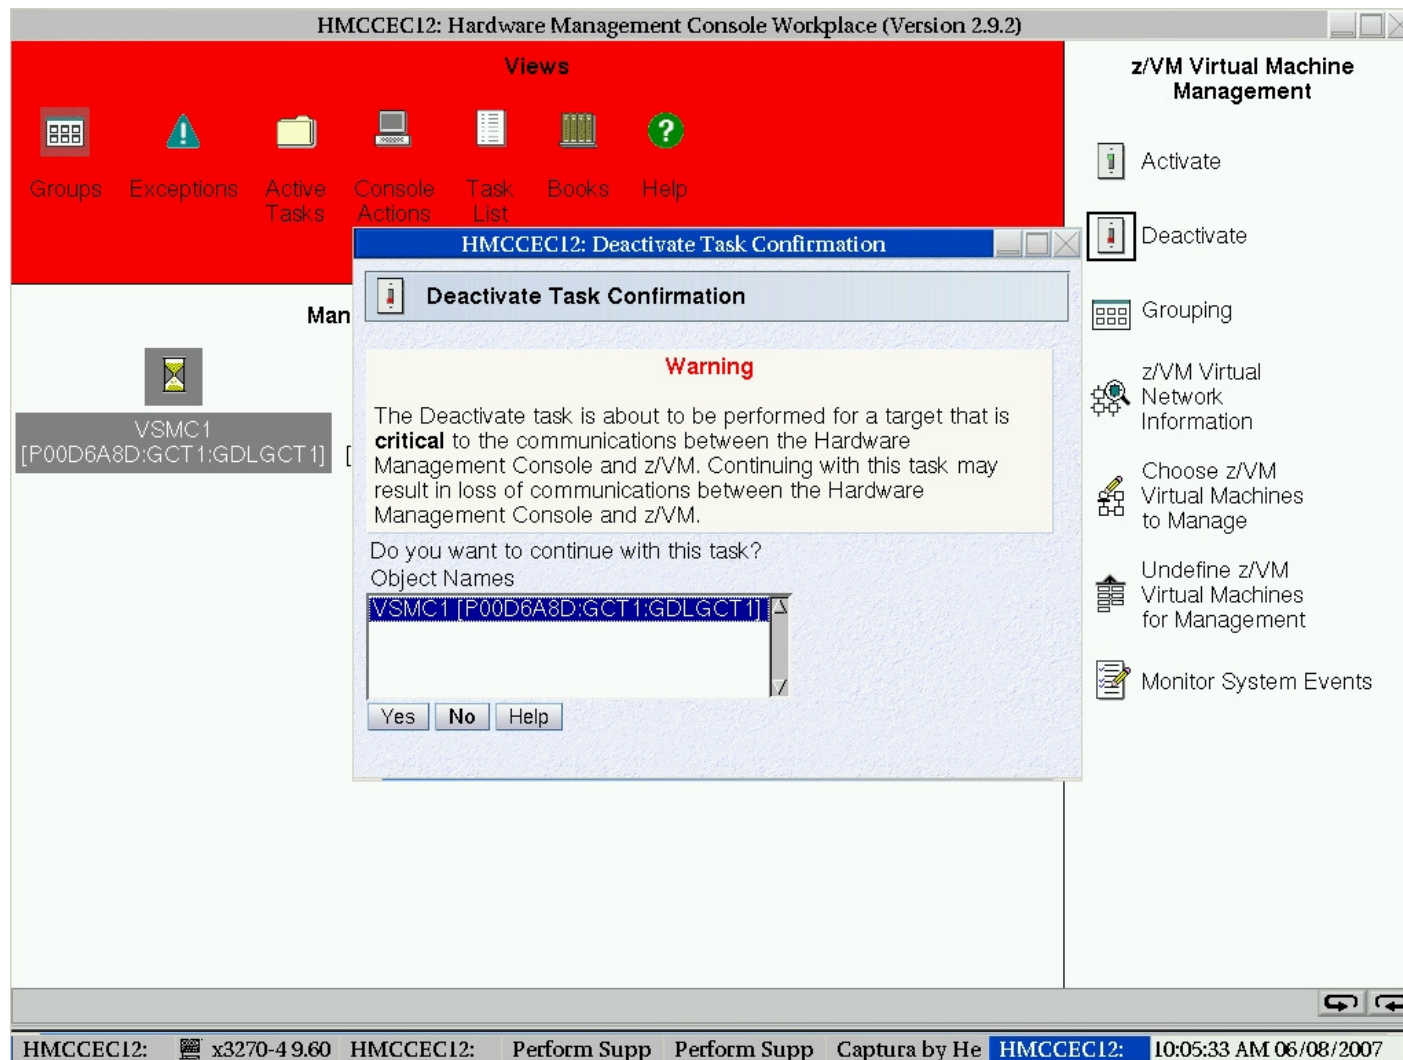 HMCCEC12: Hardware Management Console Workplace (Version 2.9.2)
Views
Groups
Exceptions
Active
Tasks
Console
Actions
Task
List
Books
Help
Man
VSMC1
[P00D6A8D:GCT1:GDLGCT1]
[
HMCCEC12: Deactivate Task Confirmation
Deactivate Task Confirmation
Warning
The Deactivate task is about to be performed for a target that is
critical to the communications between the Hardware
Management Console and z/VM. Continuing with this task may
result in loss of communications between the Hardware
Management Console and z/VM.
Do you want to continue with this task?
Object Names
VSMC1 [P00D6A8D:GCT1:GDLGCT1]
Yes No Help
z/VM Virtual Machine
Management
Activate
Deactivate
Grouping
z/VM Virtual
Network
Information
Choose z/VM
Virtual Machines
to Manage
Undefine z/VM
Virtual Machines
for Management
Monitor System Events
HMCCEC12: x3270-4 9.60 HMCCEC12: Perform Supp Perform Supp Captura by He HMCCEC12: 10:05:33 AM 06/08/2007